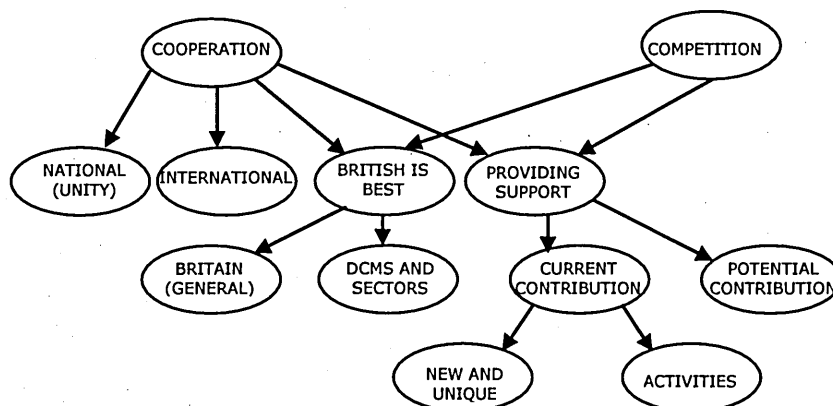 COOPERATION
COMPETITION
NATIONAL
(UNITY)
INTERNATIONAL
BRITISH IS
BEST
PROVIDING
SUPPORT
BRITAIN
(GENERAL)
DCMS AND
SECTORS
CURRENT
CONTRIBUTION
POTENTIAL
CONTRIBUTION
NEW AND
UNIQUE
ACTIVITIES